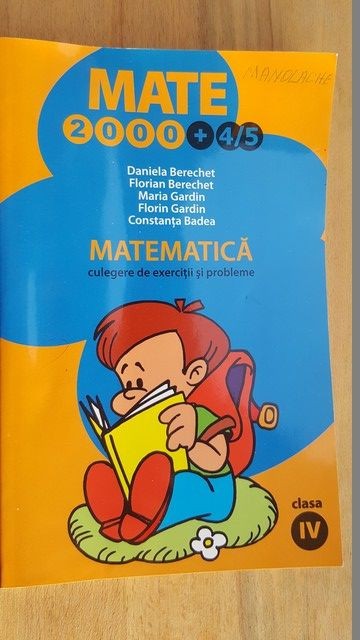 MATE
MANOLACHE
2000+4/5
Daniela Berechet
Florian Berechet
Maria Gardin
Florin Gardin
Constanța Badea
MATEMATICĂ
culegere de exerciții și probleme
clasa
IV